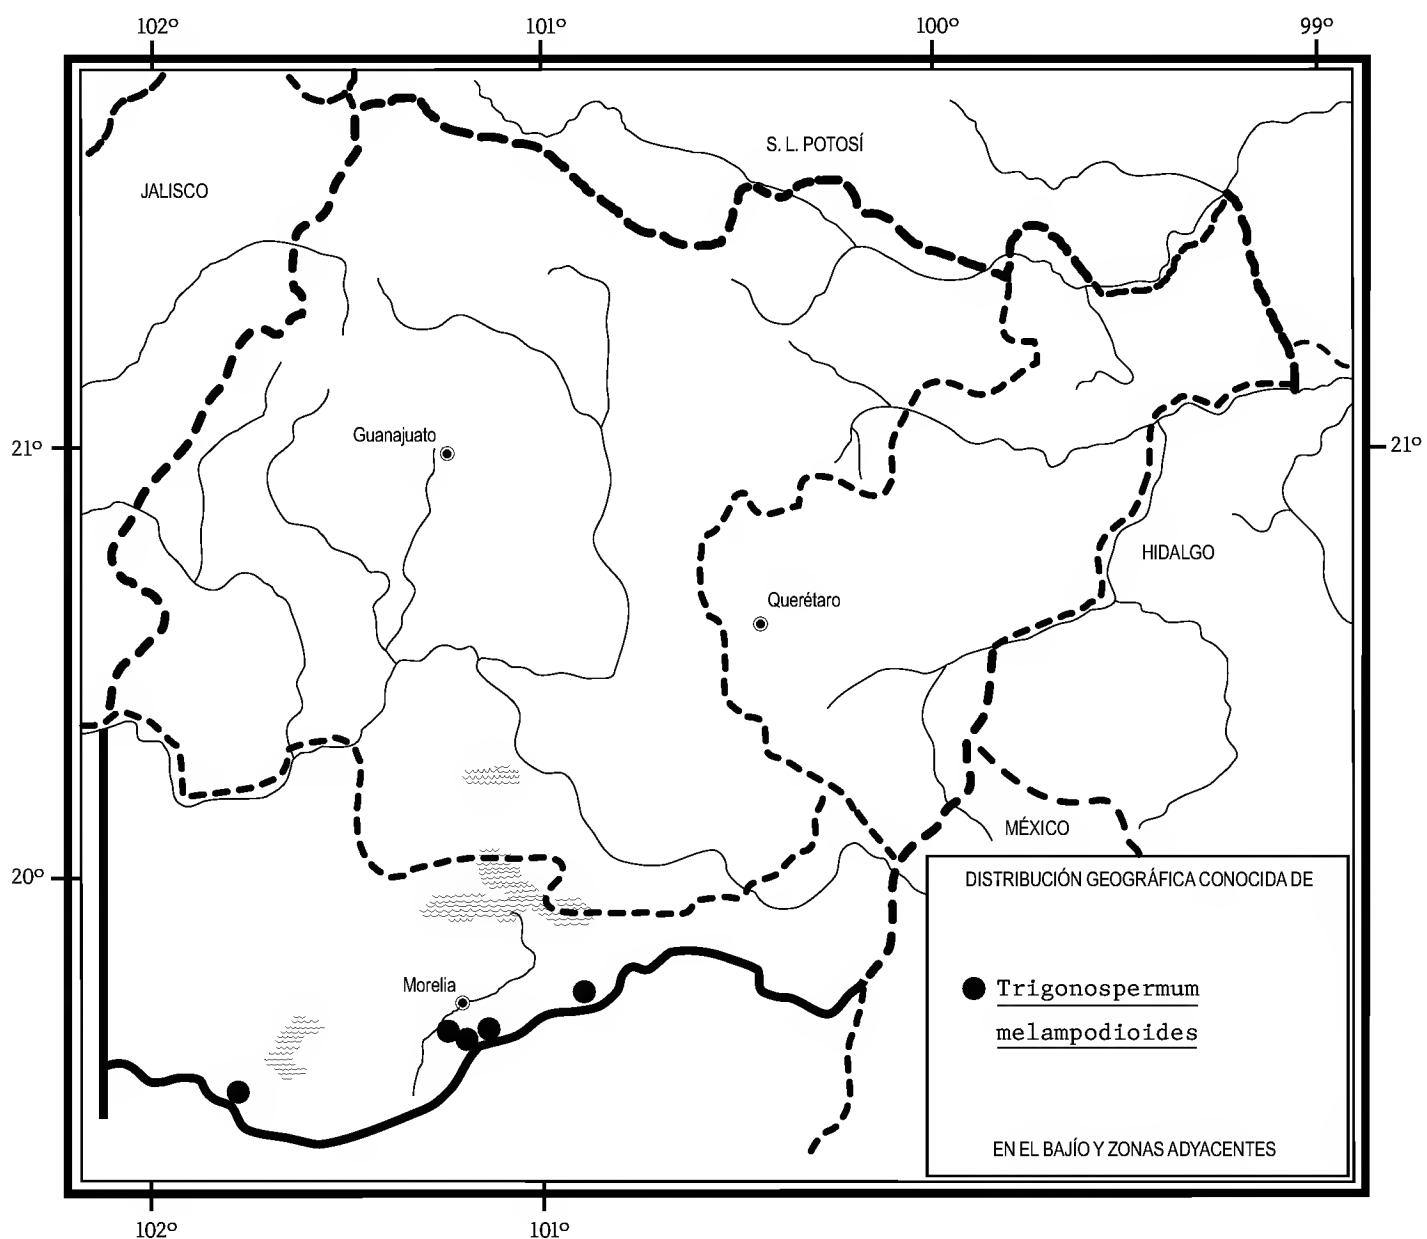 102º 101º 100º 99º
S. L. POTOSÍ
JALISCO
Guanajuato
21º 21º
HIDALGO
Querétaro
MÉXICO
20º
DISTRIBUCIÓN GEOGRÁFICA CONOCIDA DE
Morelia
Trigonospermum
melampodioides
EN EL BAJÍO Y ZONAS ADYACENTES
102º 101º